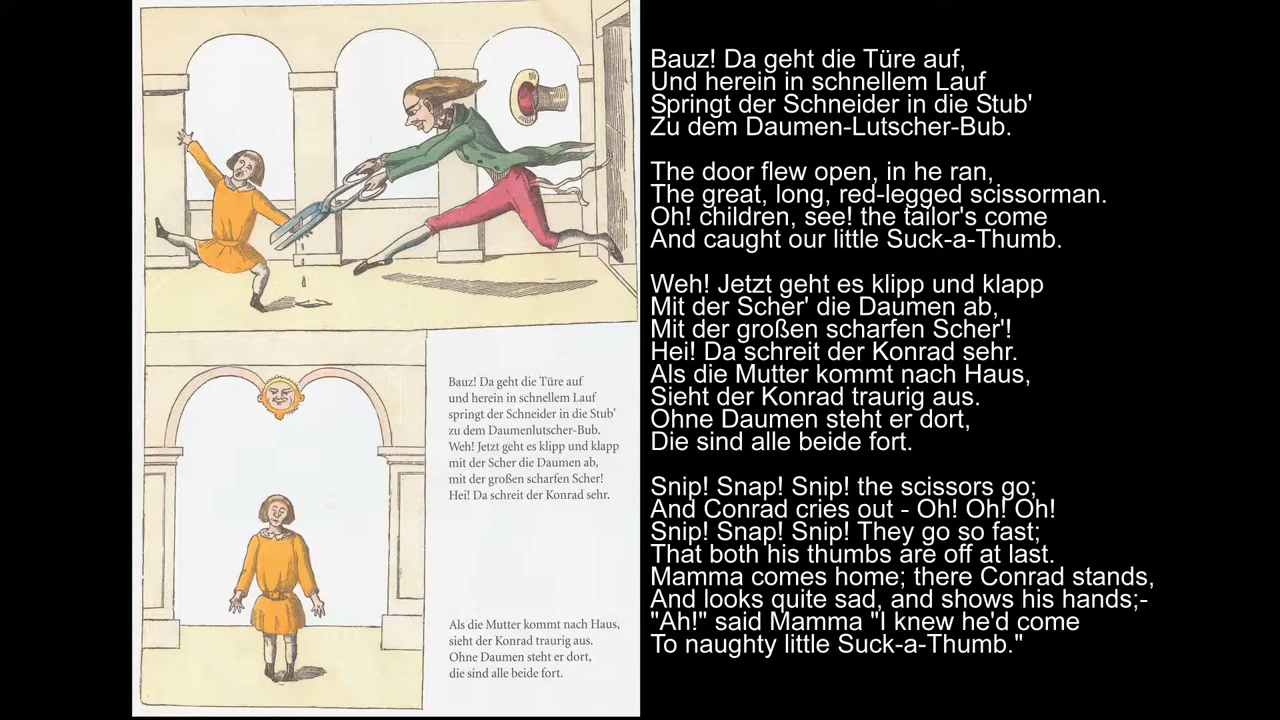 Bauz! Da geht die Türe auf
und herein in schnellem Lauf
springt der Schneider in die Stub'
zu dem Daumenlutscher-Bub.
Weh! Jetzt geht es klipp und klapp
mit der Scher die Daumen ab,
mit der großen scharfen Scher!
Hei! Da schreit der Konrad sehr.
Als die Mutter kommt nach Haus,
sieht der Konrad traurig aus.
Ohne Daumen steht er dort,
die sind alle beide fort.
Bauz! Da geht die Türe auf,
Und herein in schnellem Lauf
Springt der Schneider in die Stub'
Zu dem Daumen-Lutscher-Bub.
The door flew open, in he ran,
The great, long, red-legged scissorman.
Oh! children, see! the tailor's come
And caught our little Suck-a-Thumb.
Weh! Jetzt geht es klipp und klapp
Mit der Scher' die Daumen ab,
Mit der großen scharfen Scher'!
Hei! Da schreit der Konrad sehr.
Als die Mutter kommt nach Haus,
Sieht der Konrad traurig aus.
Ohne Daumen steht er dort,
Die sind alle beide fort.
Snip! Snap! Snip! the scissors go;
And Conrad cries out - Oh! Oh! Oh!
Snip! Snap! Snip! They go so fast;
That both his thumbs are off at last.
Mamma comes home; there Conrad stands,
And looks quite sad, and shows his hands;-
"Ah!" said Mamma "I knew he'd come
To naughty little Suck-a-Thumb."